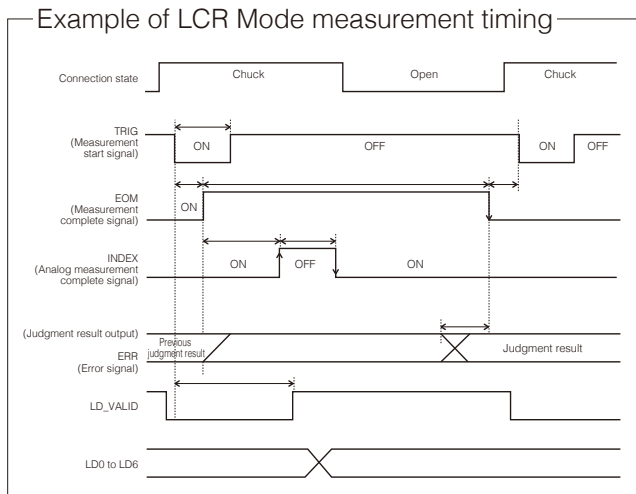 Example of LCR Mode measurement timing
Connection state
Chuck
Open
Chuck
TRIG
(Measurement
start signal)
ON
OFF
ON
OFF
EOM
(Measurement
complete signal)
ON
INDEX
(Analog measurement
complete signal)
ON
OFF
ON
(Judgment result output)
ERR
(Error signal)
Previous
judgment result
Judgment result
LD_VALID
LD0 to LD6